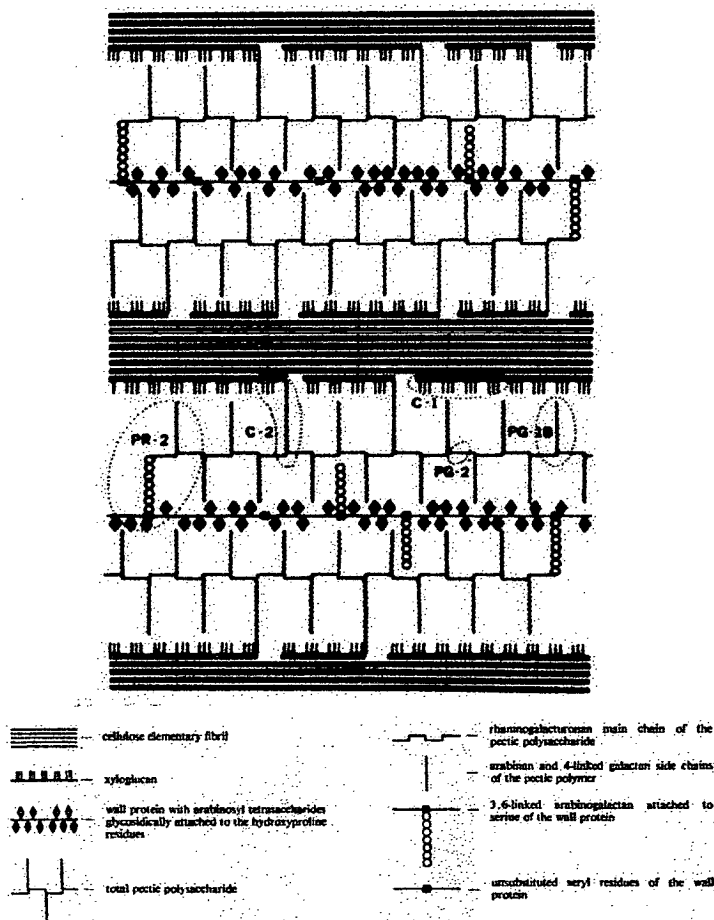 C-1
PR-2
C-2
PG-1B
PG-2
cellulose elementary fibril
xyloglucan
wall protein with arabinosyl tetrasaccharides
glycosidically attached to the hydroxyproline
residues
total pectic polysaccharide
rhamnogalacturonan main chain of the
pectic polysaccharide
arabinan and 4-linked galactan side chains
of the pectic polymer
3,6-linked arabinogalactan attached to
serine of the wall protein
unsubstituted seryl residues of the wall
protein